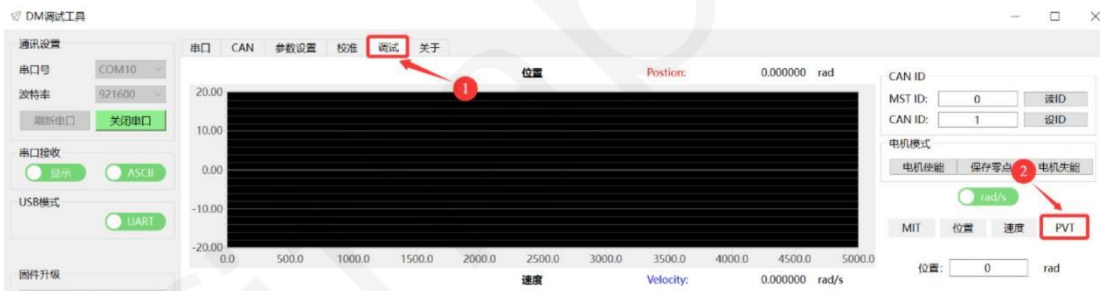 DM调试工具
通讯设置
串口号 COM10
波特率 921600
刷新串口 关闭串口
串口接收
显示 ASCII
USB模式
UART
固件升级
串口 CAN 参数设置 校准 调试 关于
1
位置 Postion: 0.000000 rad
20.00
10.00
0.00
-10.00
-20.00
0.0 500.0 1000.0 1500.0 2000.0 2500.0 3000.0 3500.0 4000.0 4500.0 5000.0
速度 Velocity: 0.000000 rad/s
CAN ID
MST ID: 0 读ID
CAN ID: 1 设ID
电机模式
电机使能 保存零点 电机失能
2
rad/s
MIT 位置 速度 PVT
位置: 0 rad